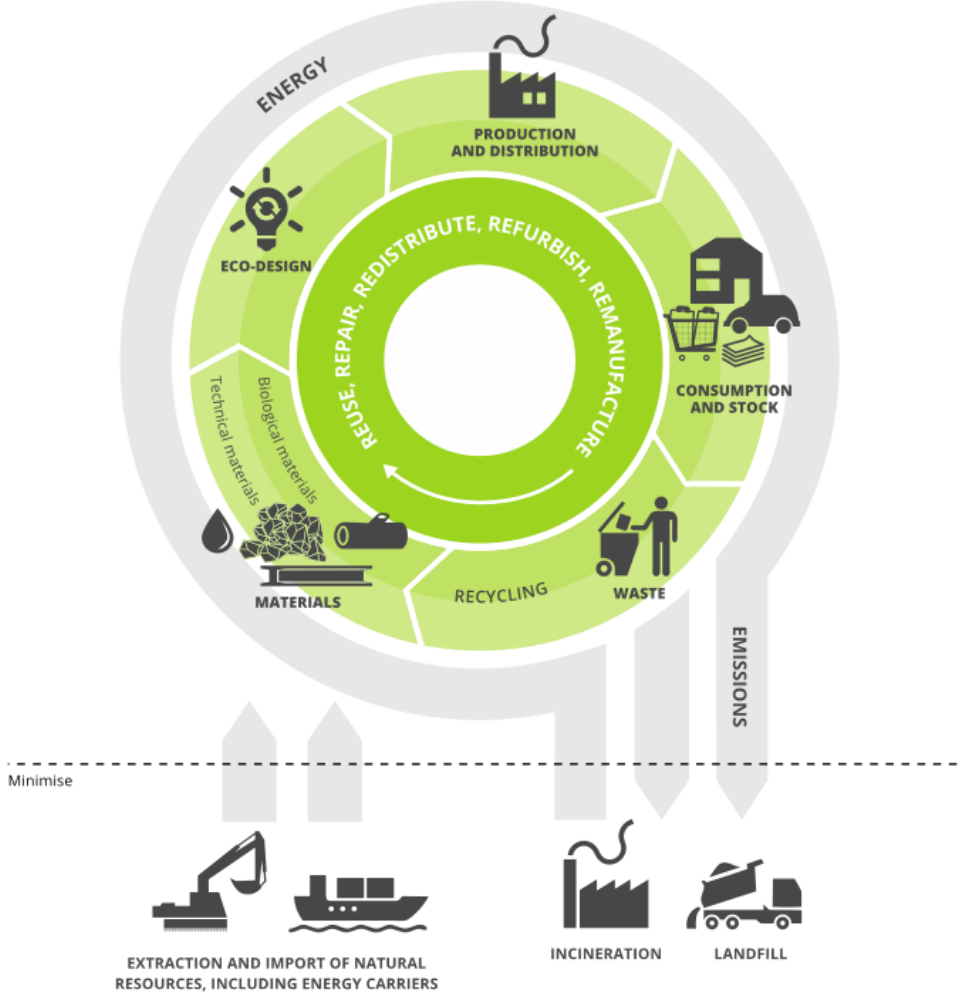 ENERGY
PRODUCTION
AND DISTRIBUTION
ECO-DESIGN
REUSE, REPAIR, REDISTRIBUTE, REFURBISH, REMANUFACTURE
CONSUMPTION
AND STOCK
Technical materials
Biological materials
MATERIALS
RECYCLING
WASTE
EMISSIONS
Minimise
EXTRACTION AND IMPORT OF NATURAL
RESOURCES, INCLUDING ENERGY CARRIERS
INCINERATION
LANDFILL